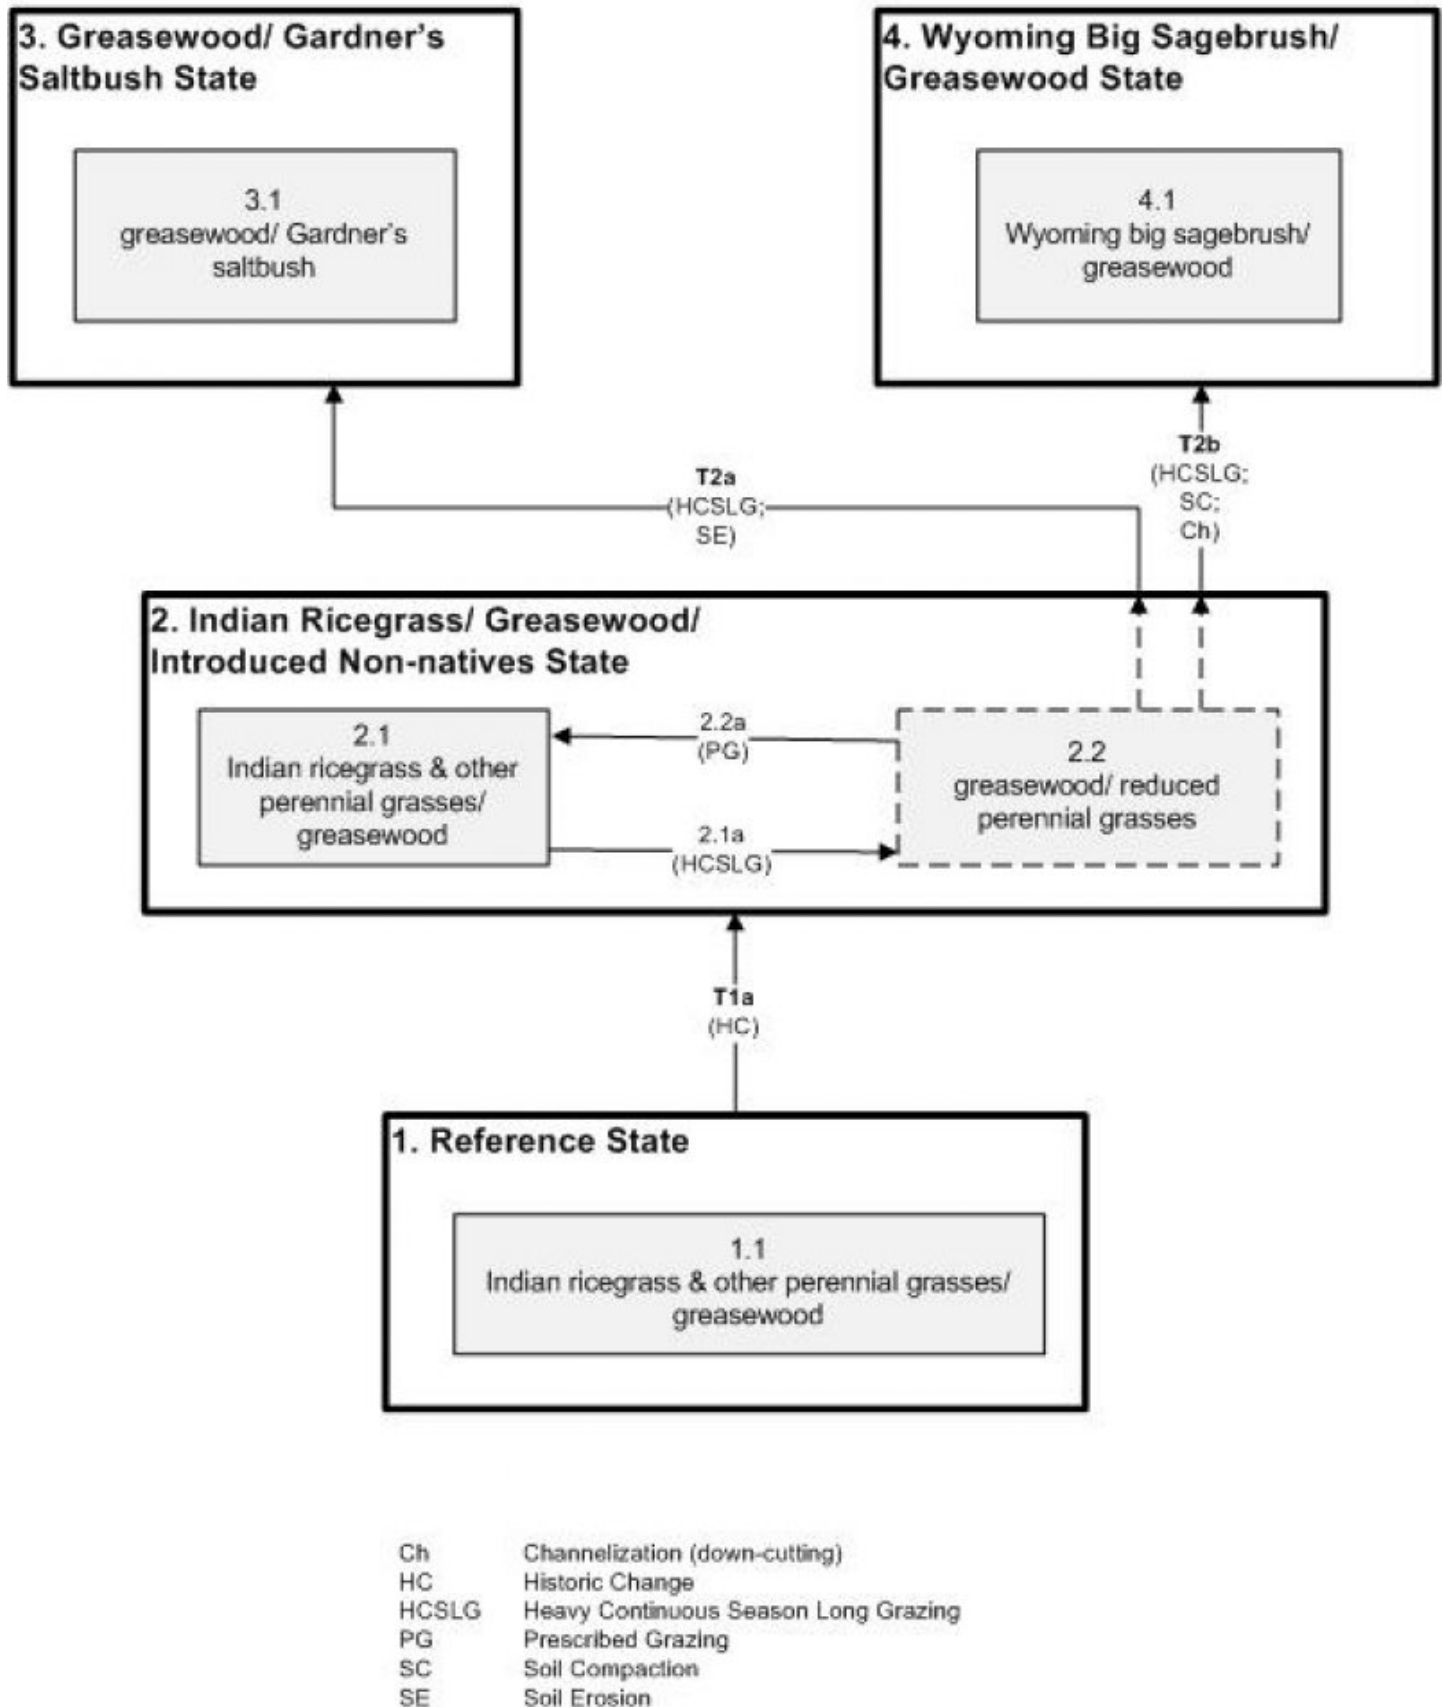 3. Greasewood/ Gardner's
Saltbush State
3.1
greasewood/ Gardner's
saltbush
4. Wyoming Big Sagebrush/
Greasewood State
4.1
Wyoming big sagebrush/
greasewood
T2a
(HCSLG;
SE)
T2b
(HCSLG;
SC;
Ch)
2. Indian Ricegrass/ Greasewood/
Introduced Non-natives State
2.1
Indian ricegrass & other
perennial grasses/
greasewood
2.2a
(PG)
2.1a
(HCSLG)
2.2
greasewood/ reduced
perennial grasses
T1a
(HC)
1. Reference State
1.1
Indian ricegrass & other perennial grasses/
greasewood
Ch Channelization (down-cutting)
HC Historic Change
HCSLG Heavy Continuous Season Long Grazing
PG Prescribed Grazing
SC Soil Compaction
SE Soil Erosion